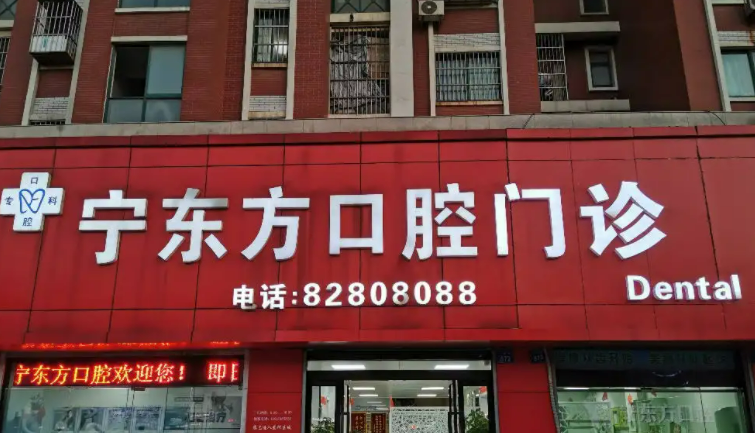 口
专 科
腔
宁东方口腔门诊
电话:82808088
Dental
宁东方口腔欢迎您! 即日